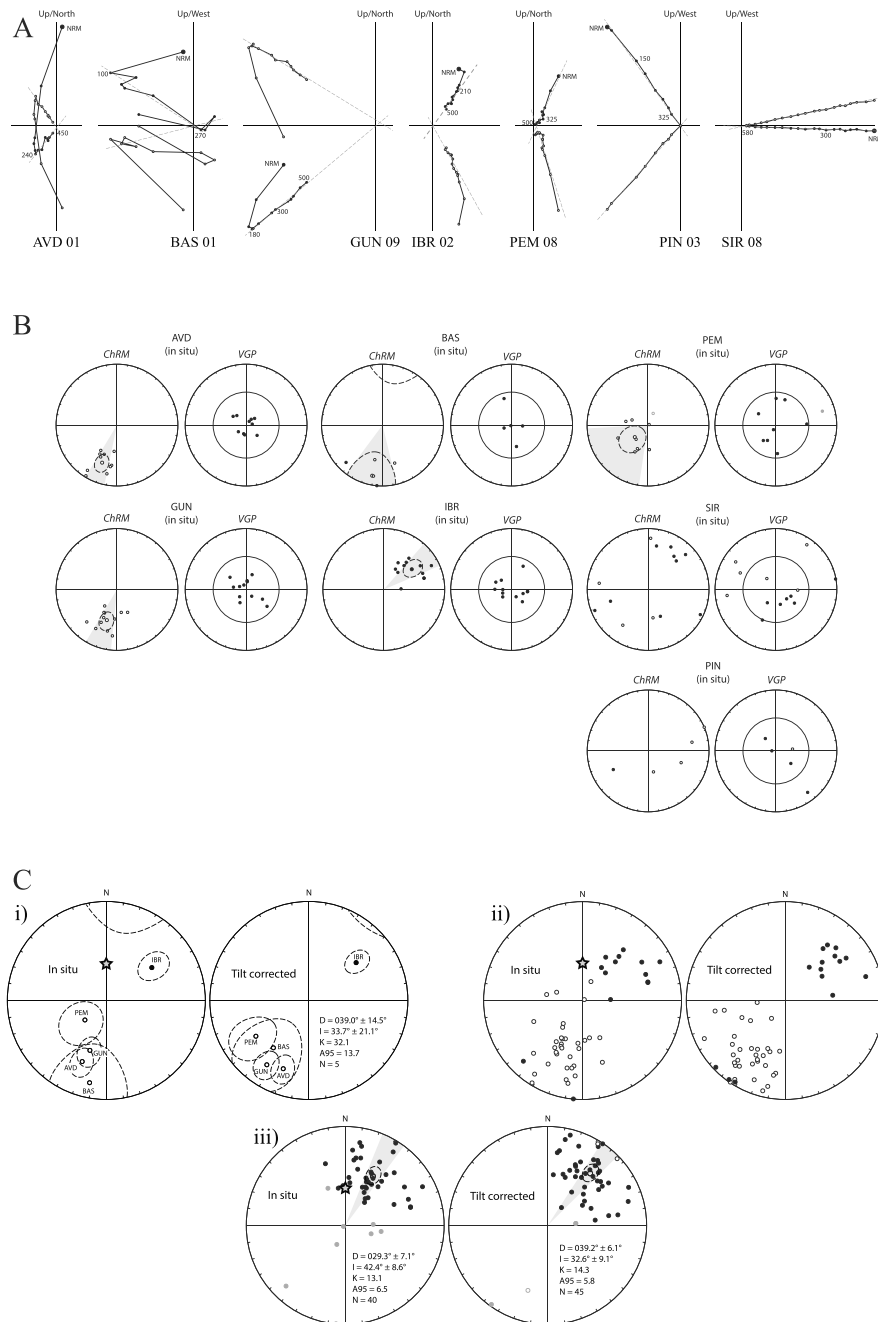 A
Up/North
Up/West
Up/North
Up/North
Up/North
Up/West
Up/West
NRM
NRM
NRM
NRM
NRM
NRM
NRM
100
240
450
270
180
300
500
210
500
500
325
150
325
580
300
AVD 01
BAS 01
GUN 09
IBR 02
PEM 08
PIN 03
SIR 08
B
AVD
(in situ)
ChRM
VGP
BAS
(in situ)
ChRM
VGP
PEM
(in situ)
ChRM
VGP
GUN
(in situ)
ChRM
VGP
IBR
(in situ)
ChRM
VGP
SIR
(in situ)
ChRM
VGP
PIN
(in situ)
ChRM
VGP
C
i)
N
In situ
IBR
PEM
GUN
AVD
BAS
Tilt corrected
IBR
PEM
BAS
GUN
AVD
D = 039.0° ± 14.5°
I = 33.7° ± 21.1°
K = 32.1
A95 = 13.7
N = 5
ii)
N
In situ
Tilt corrected
iii)
N
In situ
D = 029.3° ± 7.1°
I = 42.4° ± 8.6°
K = 13.1
A95 = 6.5
N = 40
N
Tilt corrected
D = 039.2° ± 6.1°
I = 32.6° ± 9.1°
K = 14.3
A95 = 5.8
N = 45